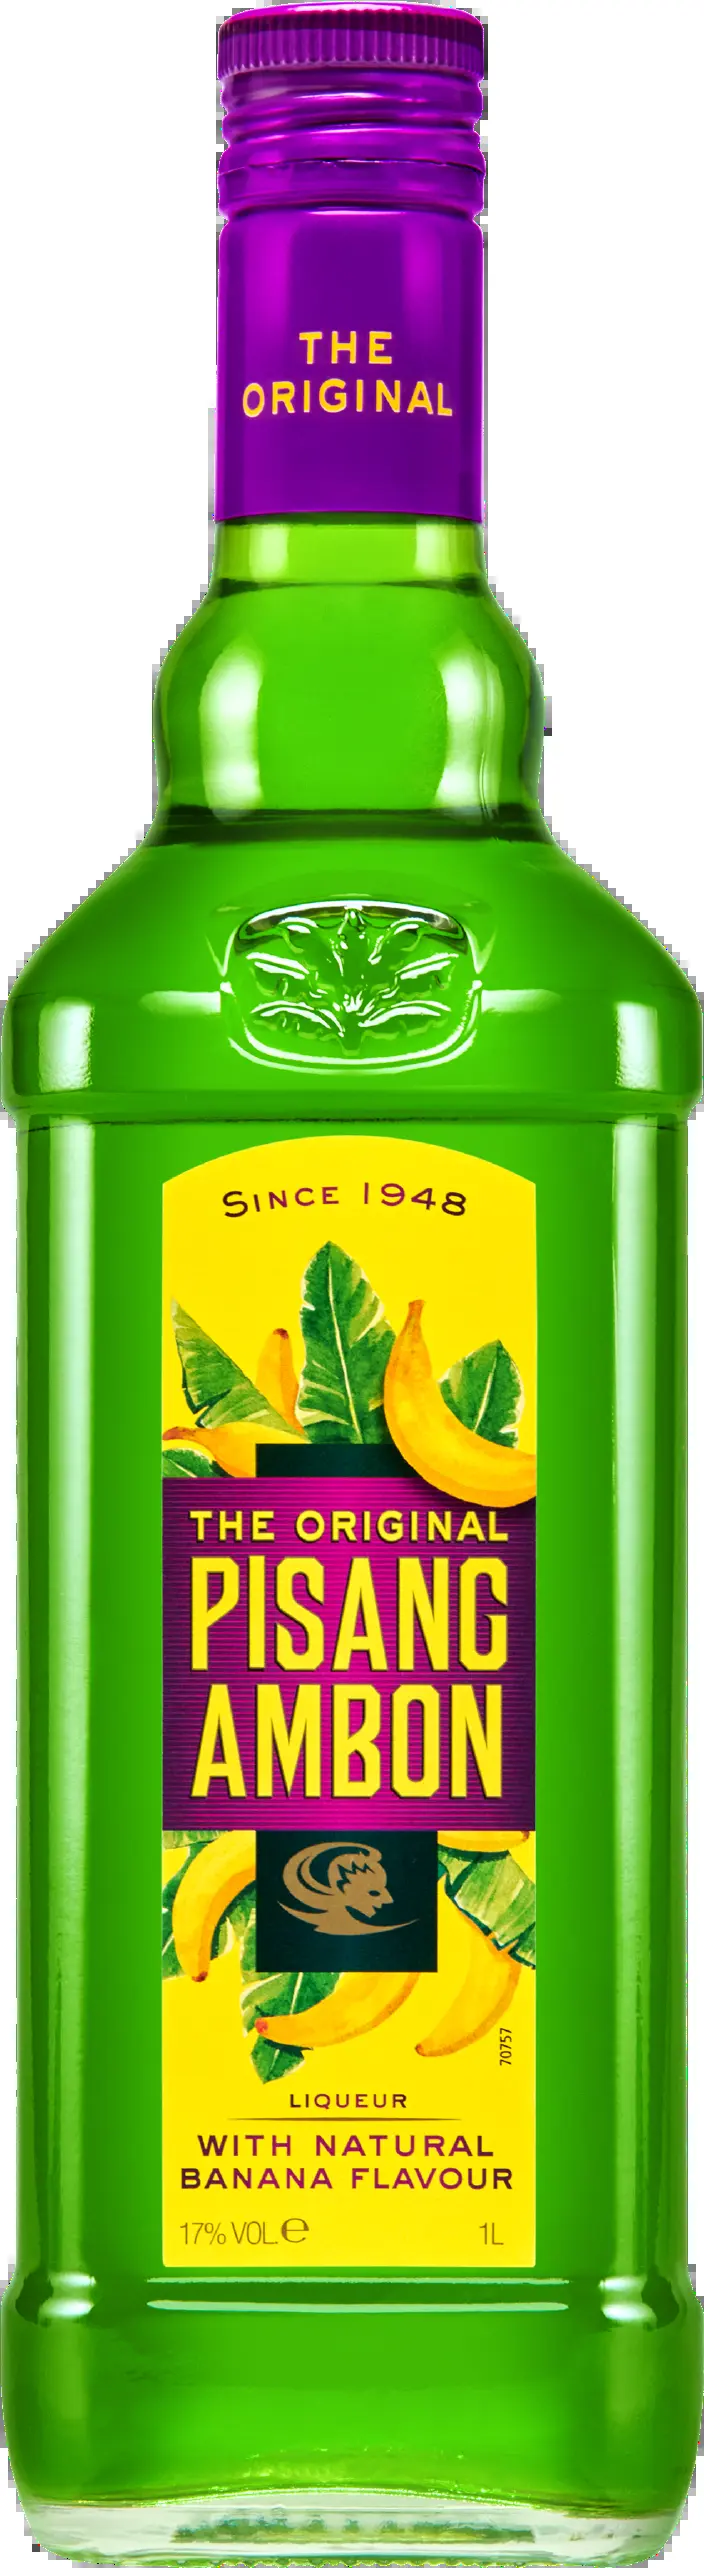 THE
ORIGINAL
SINCE 1948
THE ORIGINAL
PISANG
AMBON
70757
LIQUEUR
WITH NATURAL
BANANA FLAVOUR
17% VOL. ℮ 1L